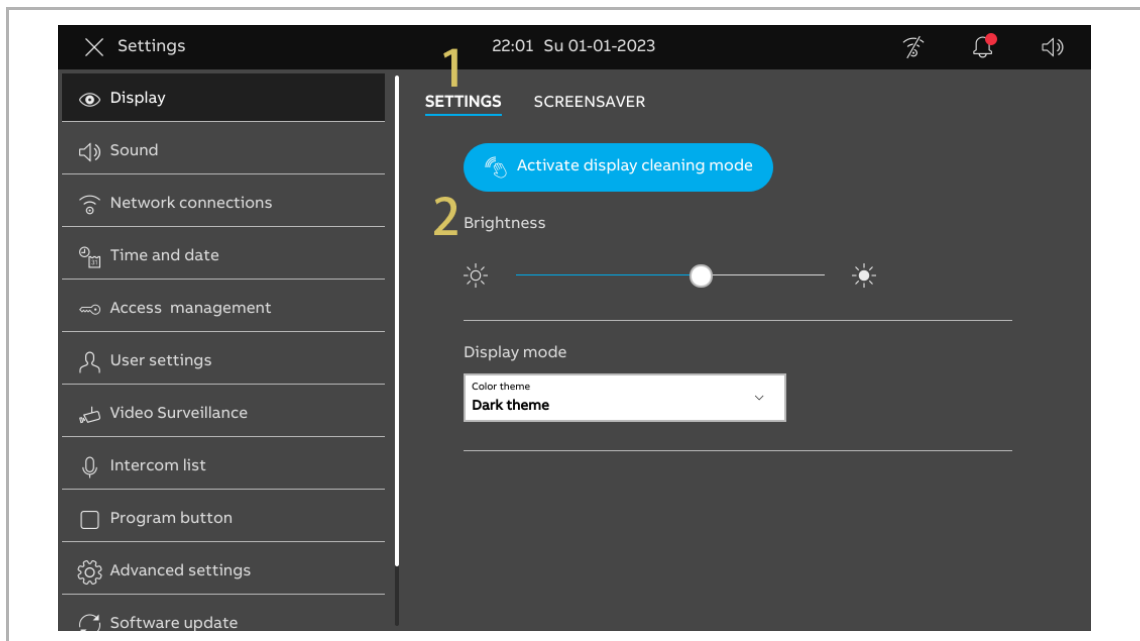 Settings
22:01 Su 01-01-2023
1
Display
SETTINGS SCREENSAVER
Sound
Activate display cleaning mode
Network connections
2
Brightness
Time and date
31
Access management
User settings
Display mode
Color theme
Dark theme
Video Surveillance
Intercom list
Program button
Advanced settings
Software update